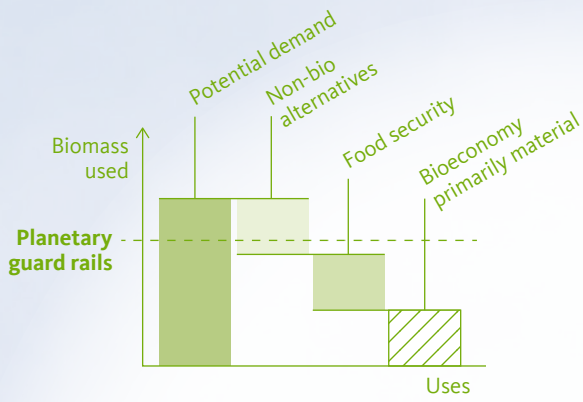 Potential demand
Non-bio
alternatives
Food security
Bioeconomy
primarily material
Biomass
used
Planetary
guard rails
Uses